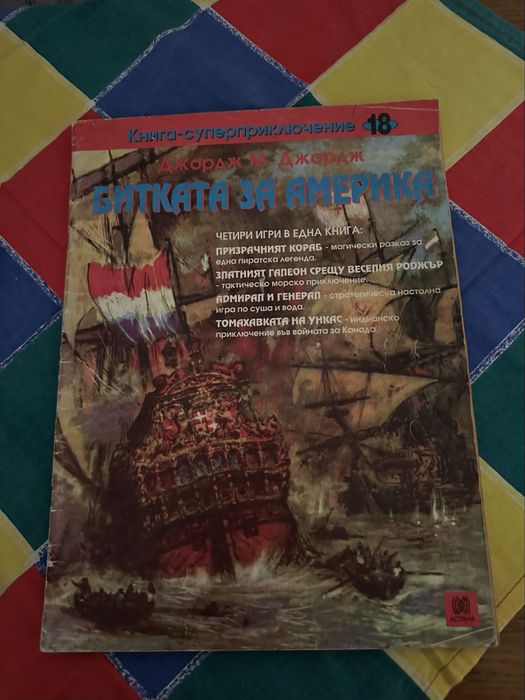 Книга-суперприключение 18
Джордж М. Джордж
БИТКАТА ЗА АМЕРИКА
ЧЕТИРИ ИГРИ В ЕДНА КНИГА:
ПРИЗРАЧНИЯТ КОРАБ - магически разказ за
една пиратска легенда.
ЗЛАТНИЯТ ГАЛЕОН СРЕЩУ ВЕСЕЛИЯ РОДЖЪР
- тактическо морско приключение.
АДМИРАЛ И ГЕНЕРАЛ - стратегическа настолна
игра по суша и вода.
ТОМАХАВКАТА НА УНКАС - индианско
приключение във войната за Канада.
АСТРАЛА